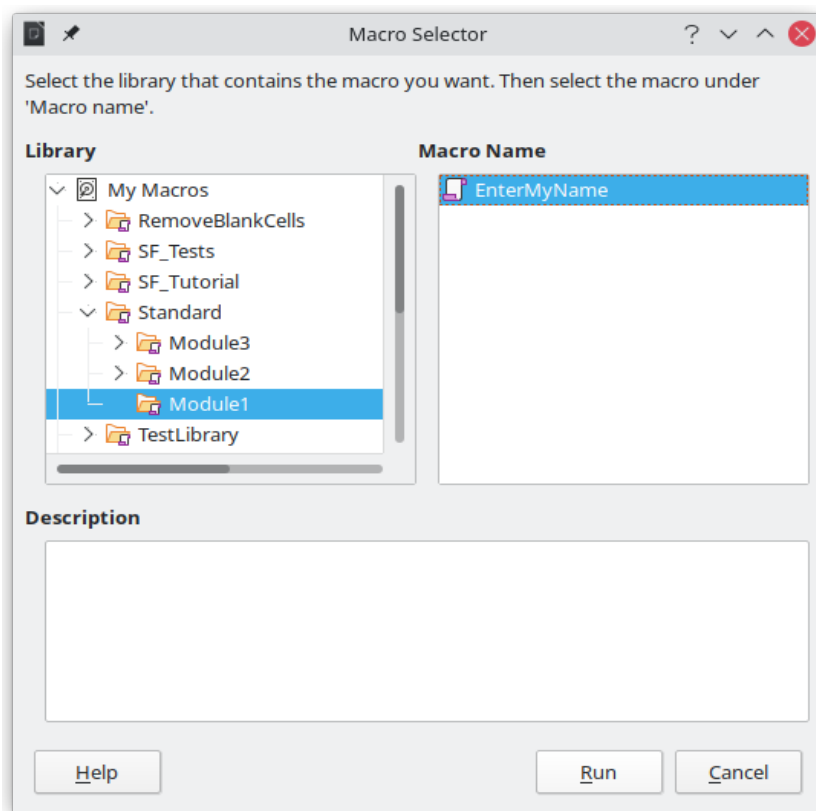 Macro Selector
Select the library that contains the macro you want. Then select the macro under
'Macro name'.
Library
My Macros
RemoveBlankCells
SF_Tests
SF_Tutorial
Standard
Module3
Module2
Module1
TestLibrary
Macro Name
EnterMyName
Description
Help
Run
Cancel